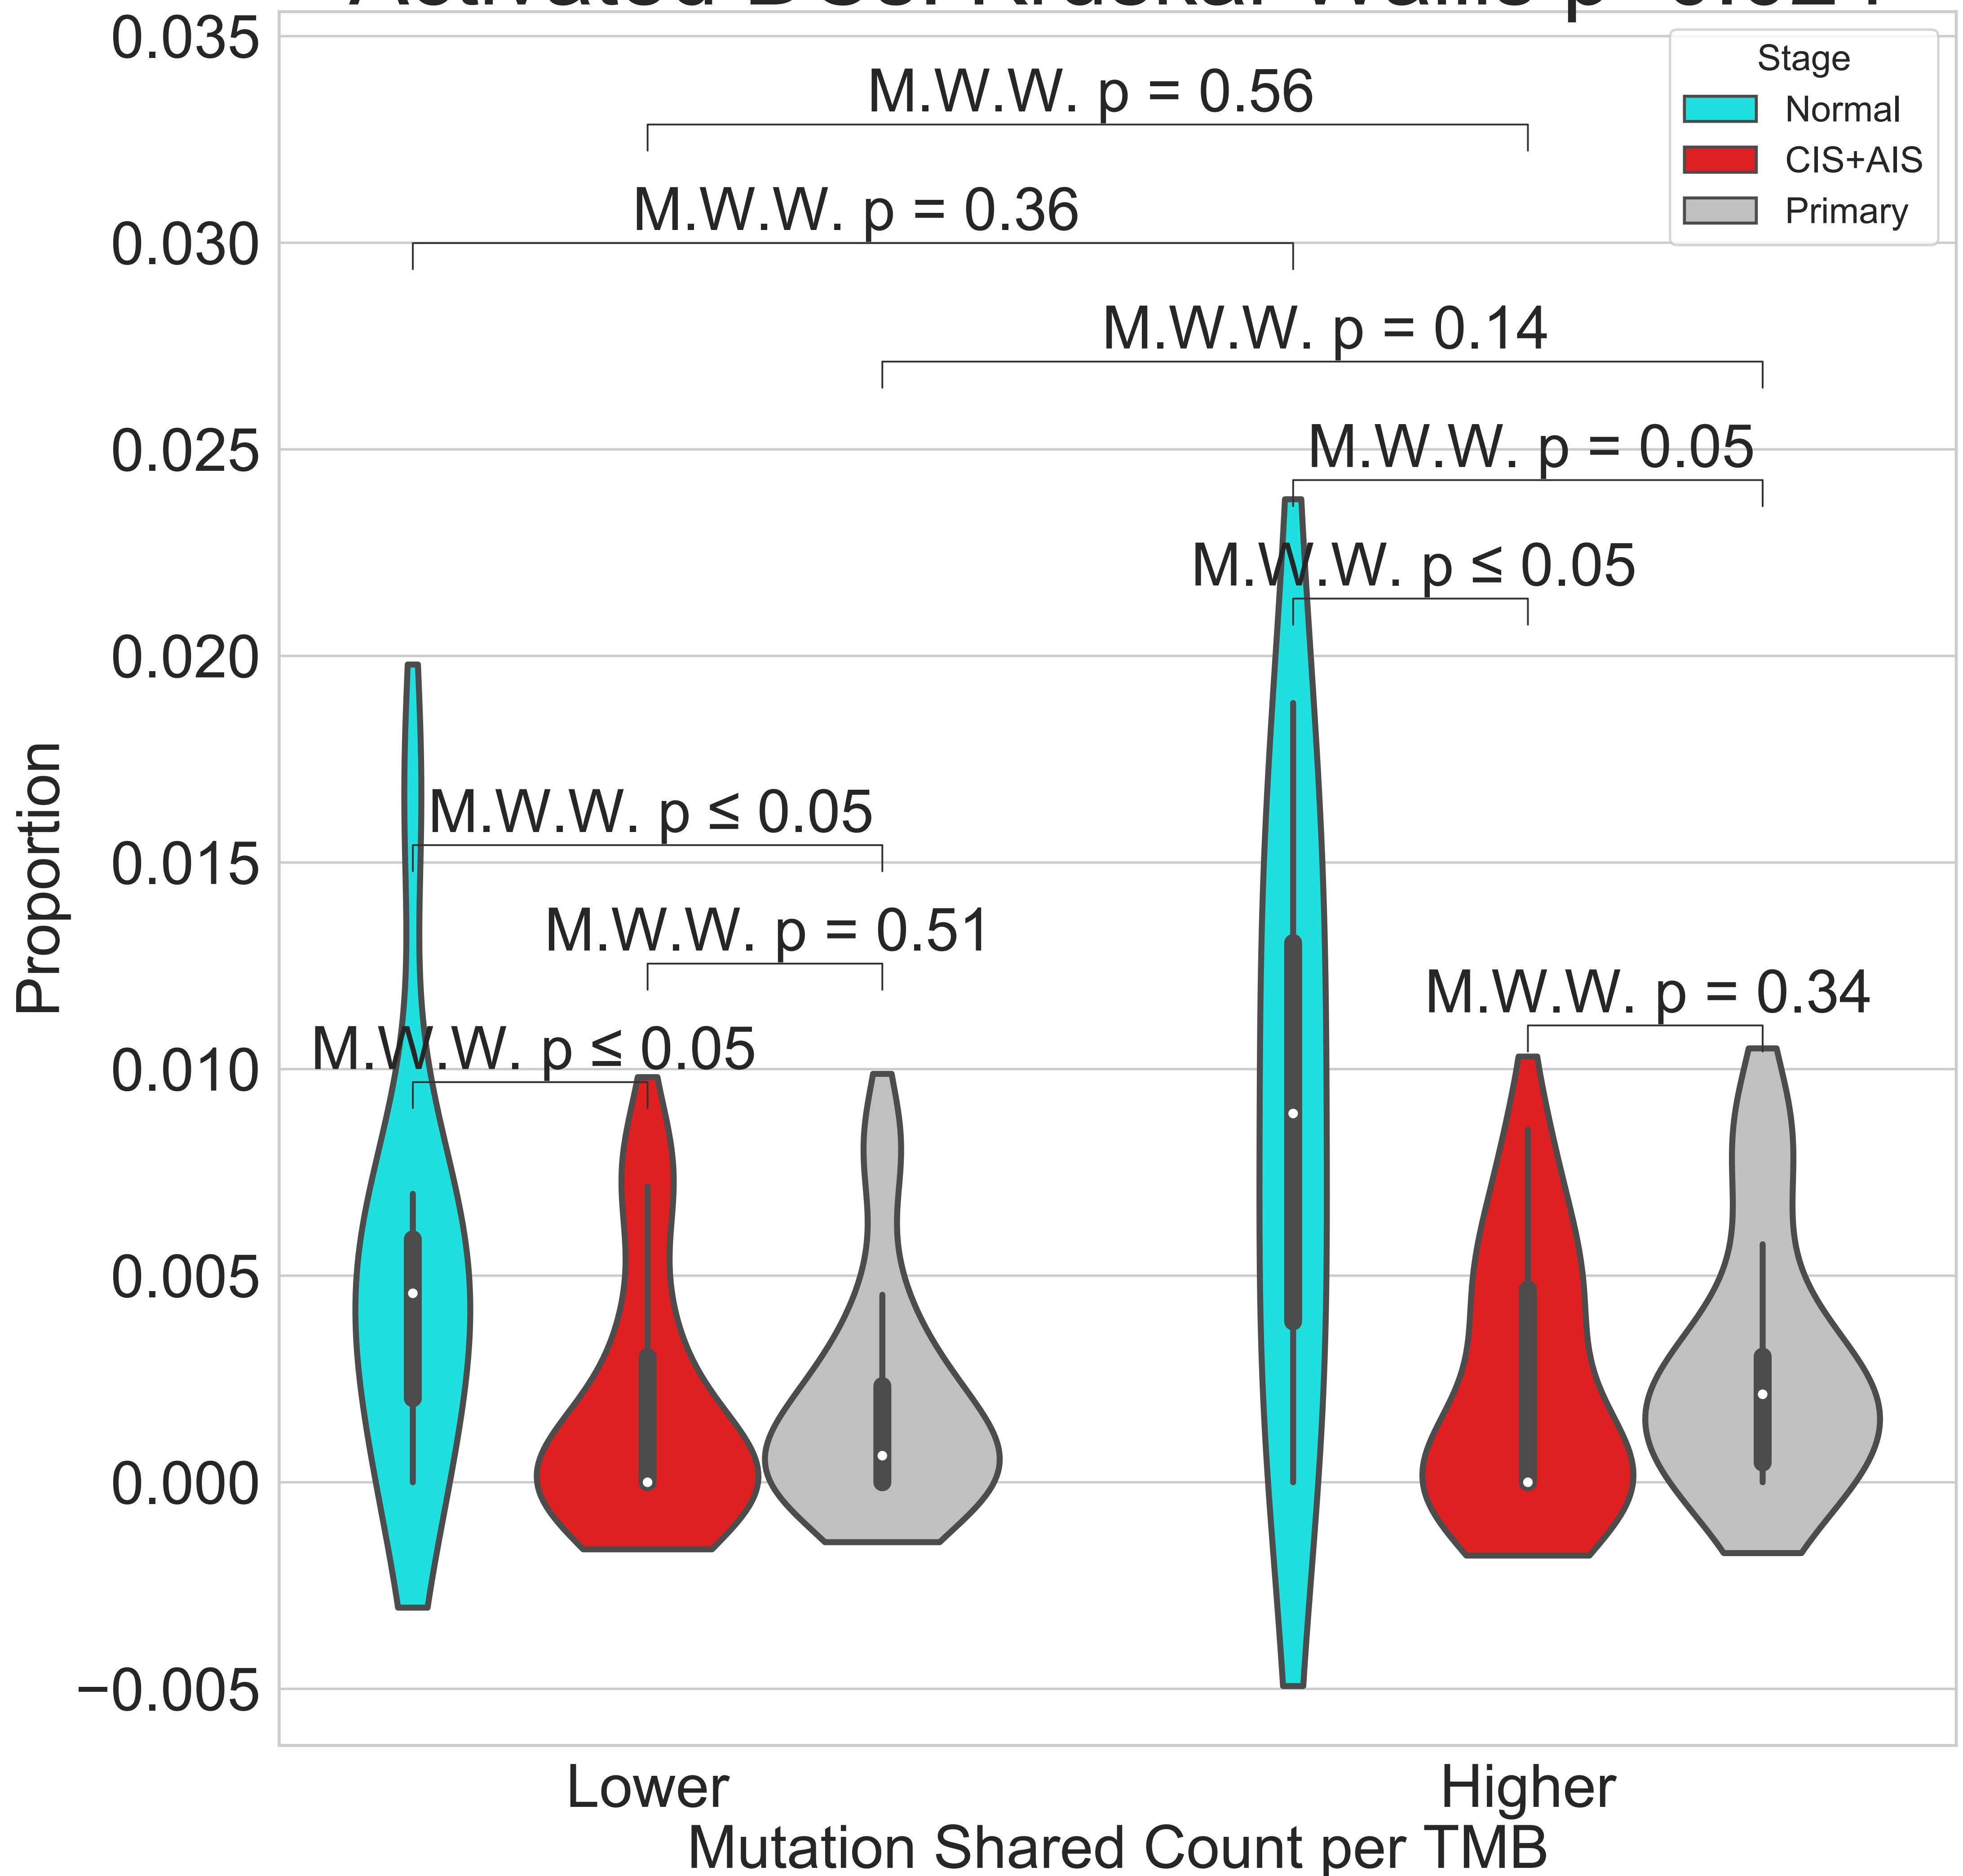 0.035
0.030
0.025
0.020
0.015
0.010
0.005
0.000
−0.005
Proportion
Stage
Normal
CIS+AIS
Primary
M.W.W. p = 0.56
M.W.W. p = 0.36
M.W.W. p = 0.14
M.W.W. p = 0.05
M.W.W. p ≤ 0.05
M.W.W. p ≤ 0.05
M.W.W. p = 0.51
M.W.W. p = 0.34
M.W.W. p ≤ 0.05
Lower
Higher
Mutation Shared Count per TMB